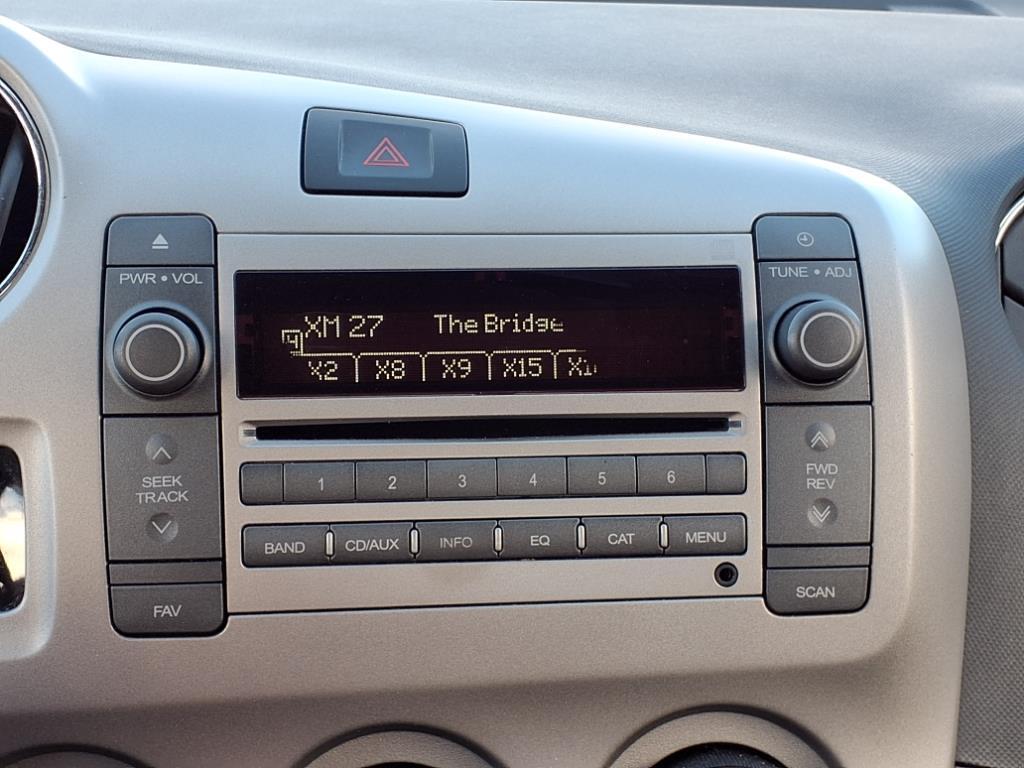 PWR • VOL
TUNE • ADJ
XM 27 The Bridge
4
X2 X8 X9 X15
SEEK
TRACK
FWD
REV
1 2 3 4 5 6
BAND CD/AUX INFO EQ CAT MENU
FAV
SCAN